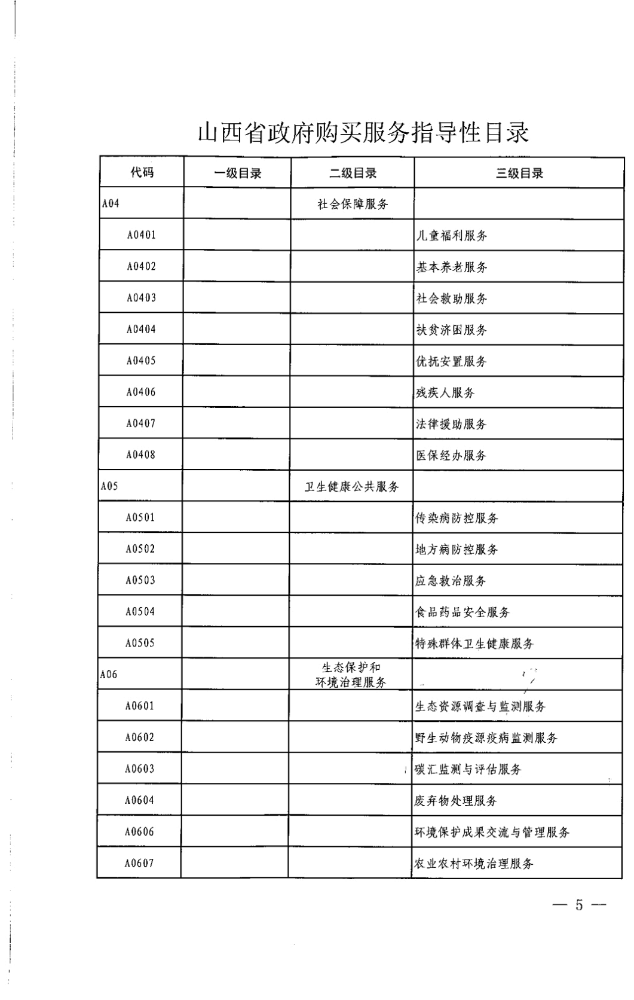 山西省政府购买服务指导性目录
代码 一级目录 二级目录 三级目录
A04 社会保障服务
A0401 儿童福利服务
A0402 基本养老服务
A0403 社会救助服务
A0404 扶贫济困服务
A0405 优抚安置服务
A0406 残疾人服务
A0407 法律援助服务
A0408 医保经办服务
A05 卫生健康公共服务
A0501 传染病防控服务
A0502 地方病防控服务
A0503 应急救治服务
A0504 食品药品安全服务
A0505 特殊群体卫生健康服务
A06 生态保护和
环境治理服务
A0601 生态资源调查与监测服务
A0602 野生动物疫源疫病监测服务
A0603 碳汇监测与评估服务
A0604 废弃物处理服务
A0606 环境保护成果交流与管理服务
A0607 农业农村环境治理服务
— 5 —